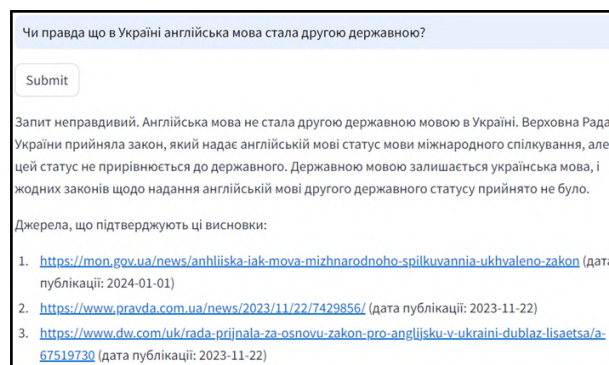 Чи правда що в Україні англійська мова стала другою державною?
Submit
Запит неправдивий. Англійська мова не стала другою державною мовою в Україні. Верховна Рада
України прийняла закон, який надає англійській мові статус мови міжнародного спілкування, але
цей статус не прирівнюється до державного. Державною мовою залишається українська мова, і
жодних законів щодо надання англійській мові другого державного статусу прийнято не було.
Джерела, що підтверджують ці висновки:
1. https://mon.gov.ua/news/anhliiska-iak-mova-mizhnarodnoho-spilkuvannia-ukhvaleno-zakon (дата
публікації: 2024-01-01)
2. https://www.pravda.com.ua/news/2023/11/22/7429856/ (дата публікації: 2023-11-22)
3. https://www.dw.com/uk/rada-prijnala-za-osnovu-zakon-pro-anglijsku-v-ukraini-dublaz-lisaetsa/a-
67519730 (дата публікації: 2023-11-22)